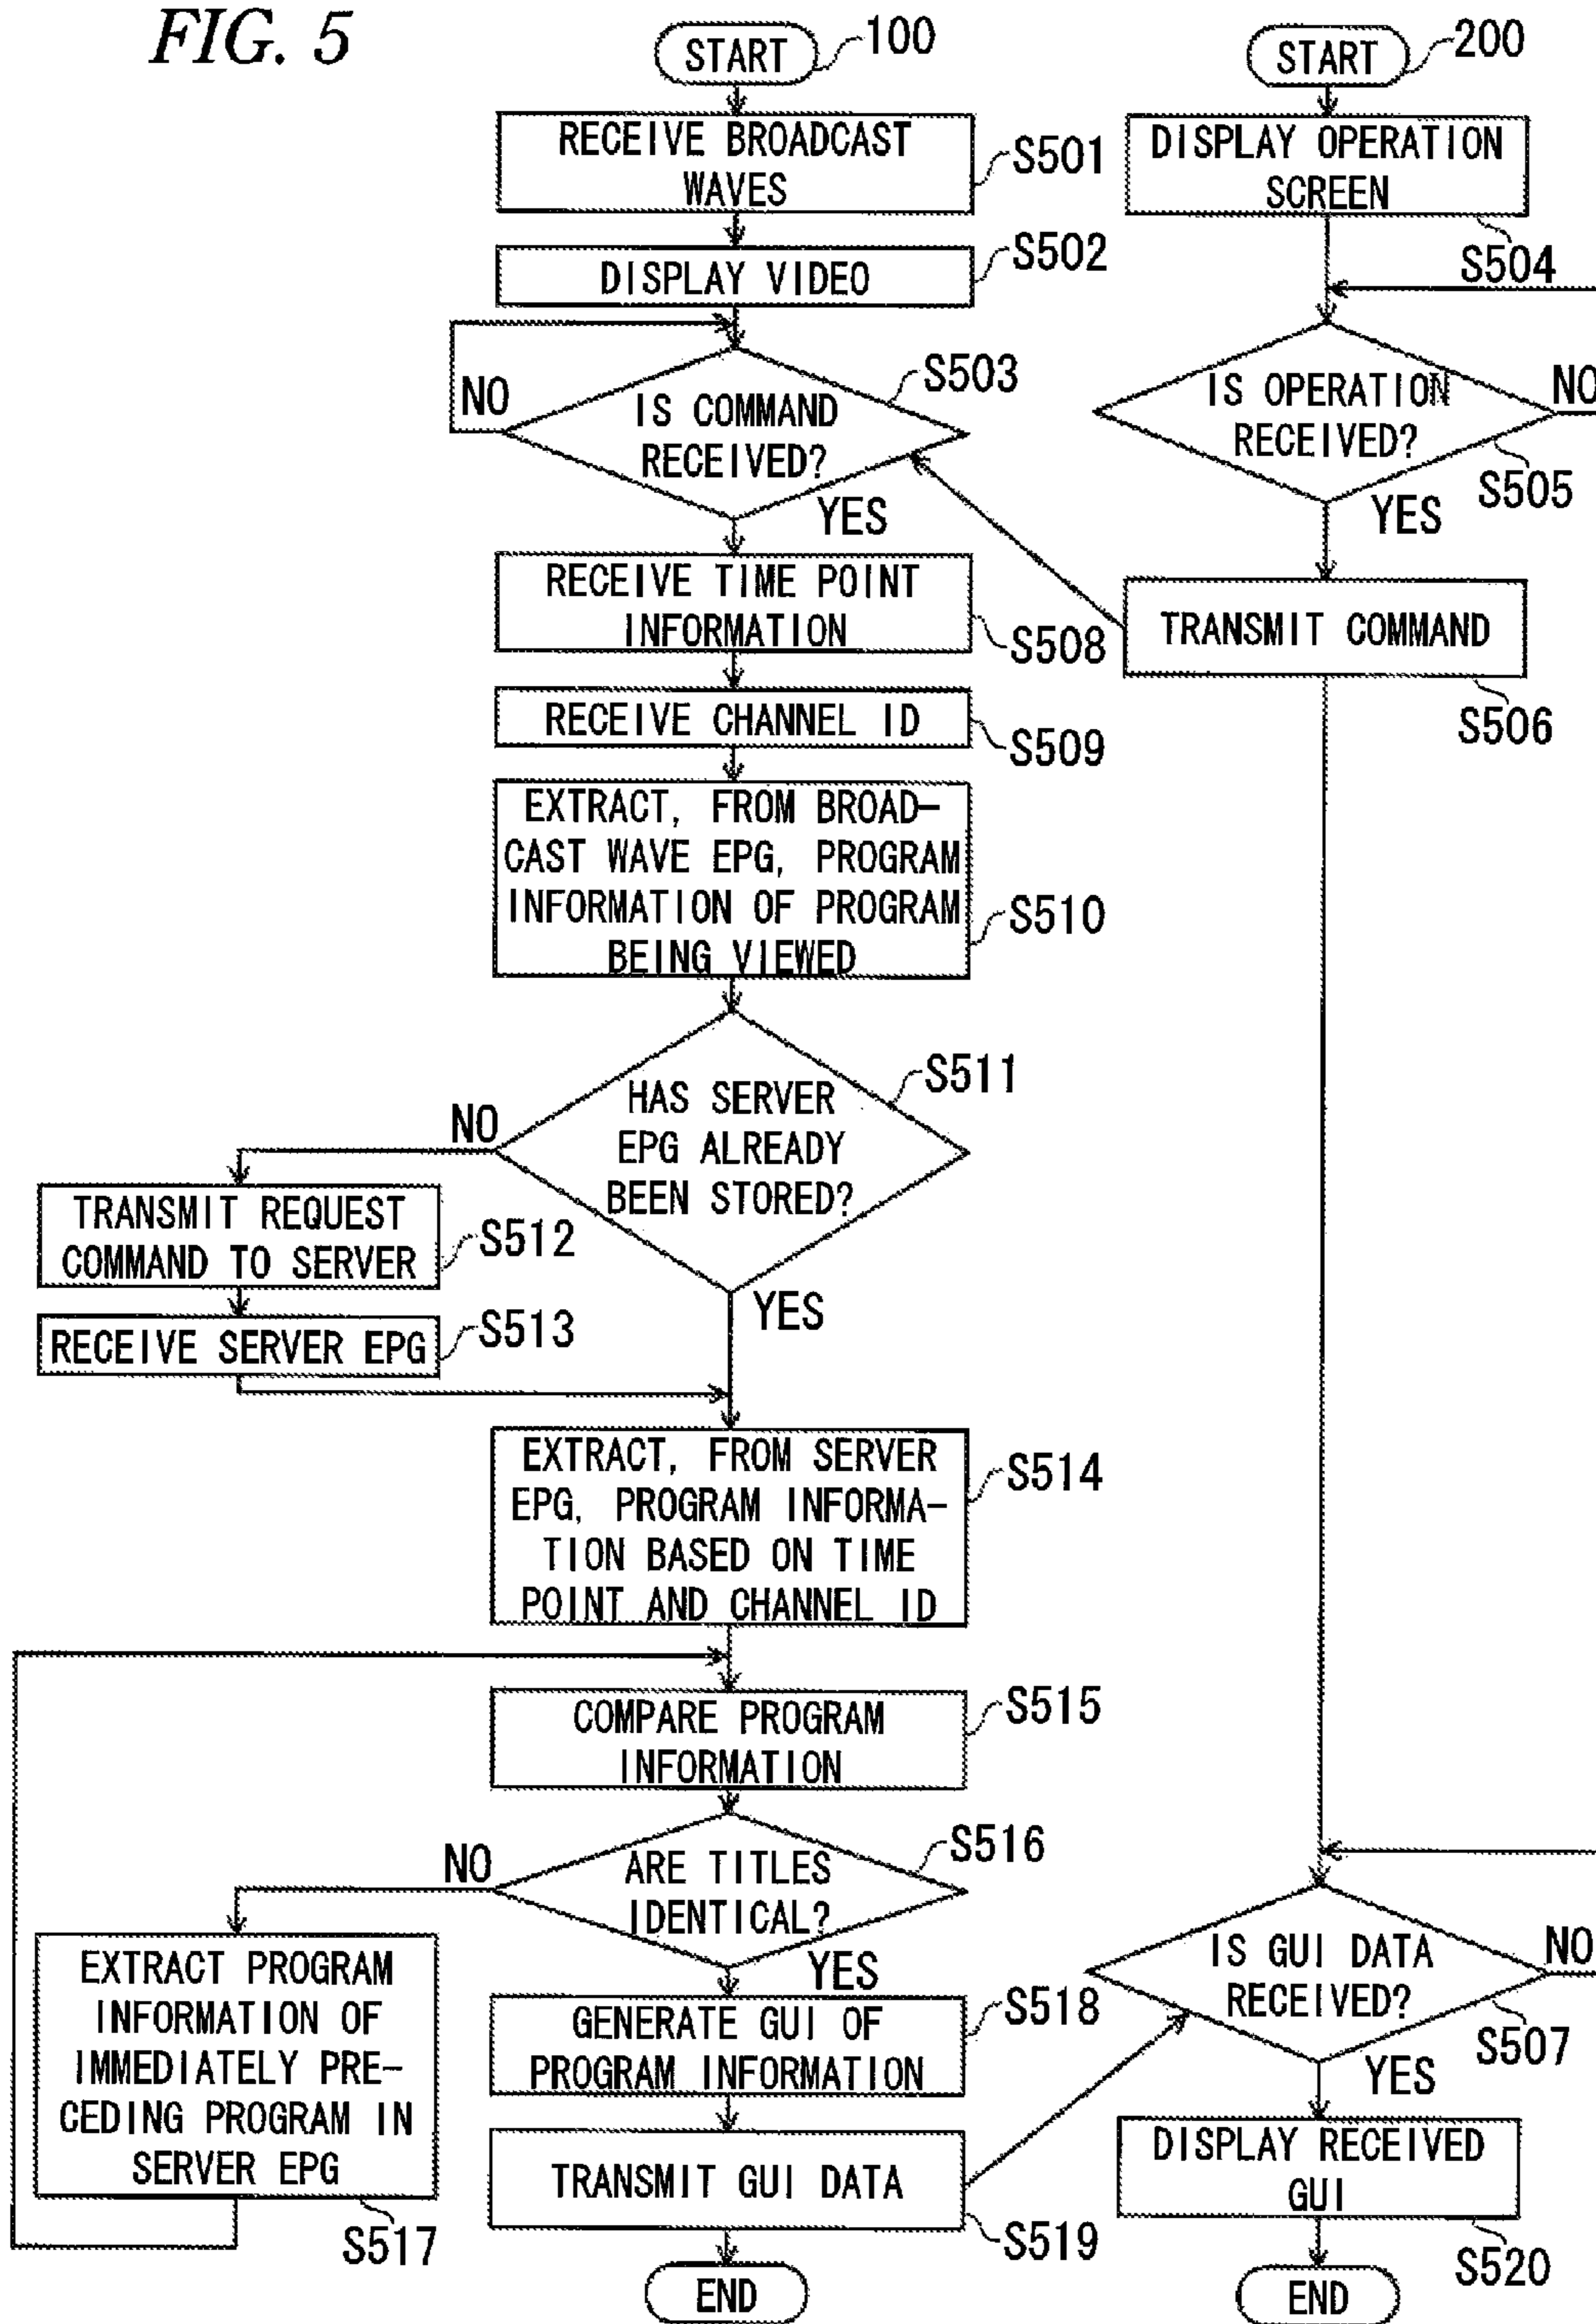 FIG. 5
START
100
RECEIVE BROADCAST
WAVES
S501
DISPLAY VIDEO
S502
IS COMMAND
RECEIVED?
S503
NO
YES
RECEIVE TIME POINT
INFORMATION
S508
RECEIVE CHANNEL ID
S509
EXTRACT, FROM BROAD-
CAST WAVE EPG, PROGRAM
INFORMATION OF PROGRAM
BEING VIEWED
S510
HAS SERVER
EPG ALREADY
BEEN STORED?
S511
NO
YES
TRANSMIT REQUEST
COMMAND TO SERVER
S512
RECEIVE SERVER EPG
S513
EXTRACT, FROM SERVER
EPG, PROGRAM INFORMA-
TION BASED ON TIME
POINT AND CHANNEL ID
S514
COMPARE PROGRAM
INFORMATION
S515
ARE TITLES
IDENTICAL?
S516
NO
YES
EXTRACT PROGRAM
INFORMATION OF
IMMEDIATELY PRE-
CEDING PROGRAM IN
SERVER EPG
S517
GENERATE GUI OF
PROGRAM INFORMATION
S518
TRANSMIT GUI DATA
S519
END
START
200
DISPLAY OPERATION
SCREEN
S504
IS OPERATION
RECEIVED?
NO
S505
YES
TRANSMIT COMMAND
S506
IS GUI DATA
RECEIVED?
NO
S507
YES
DISPLAY RECEIVED
GUI
S520
END